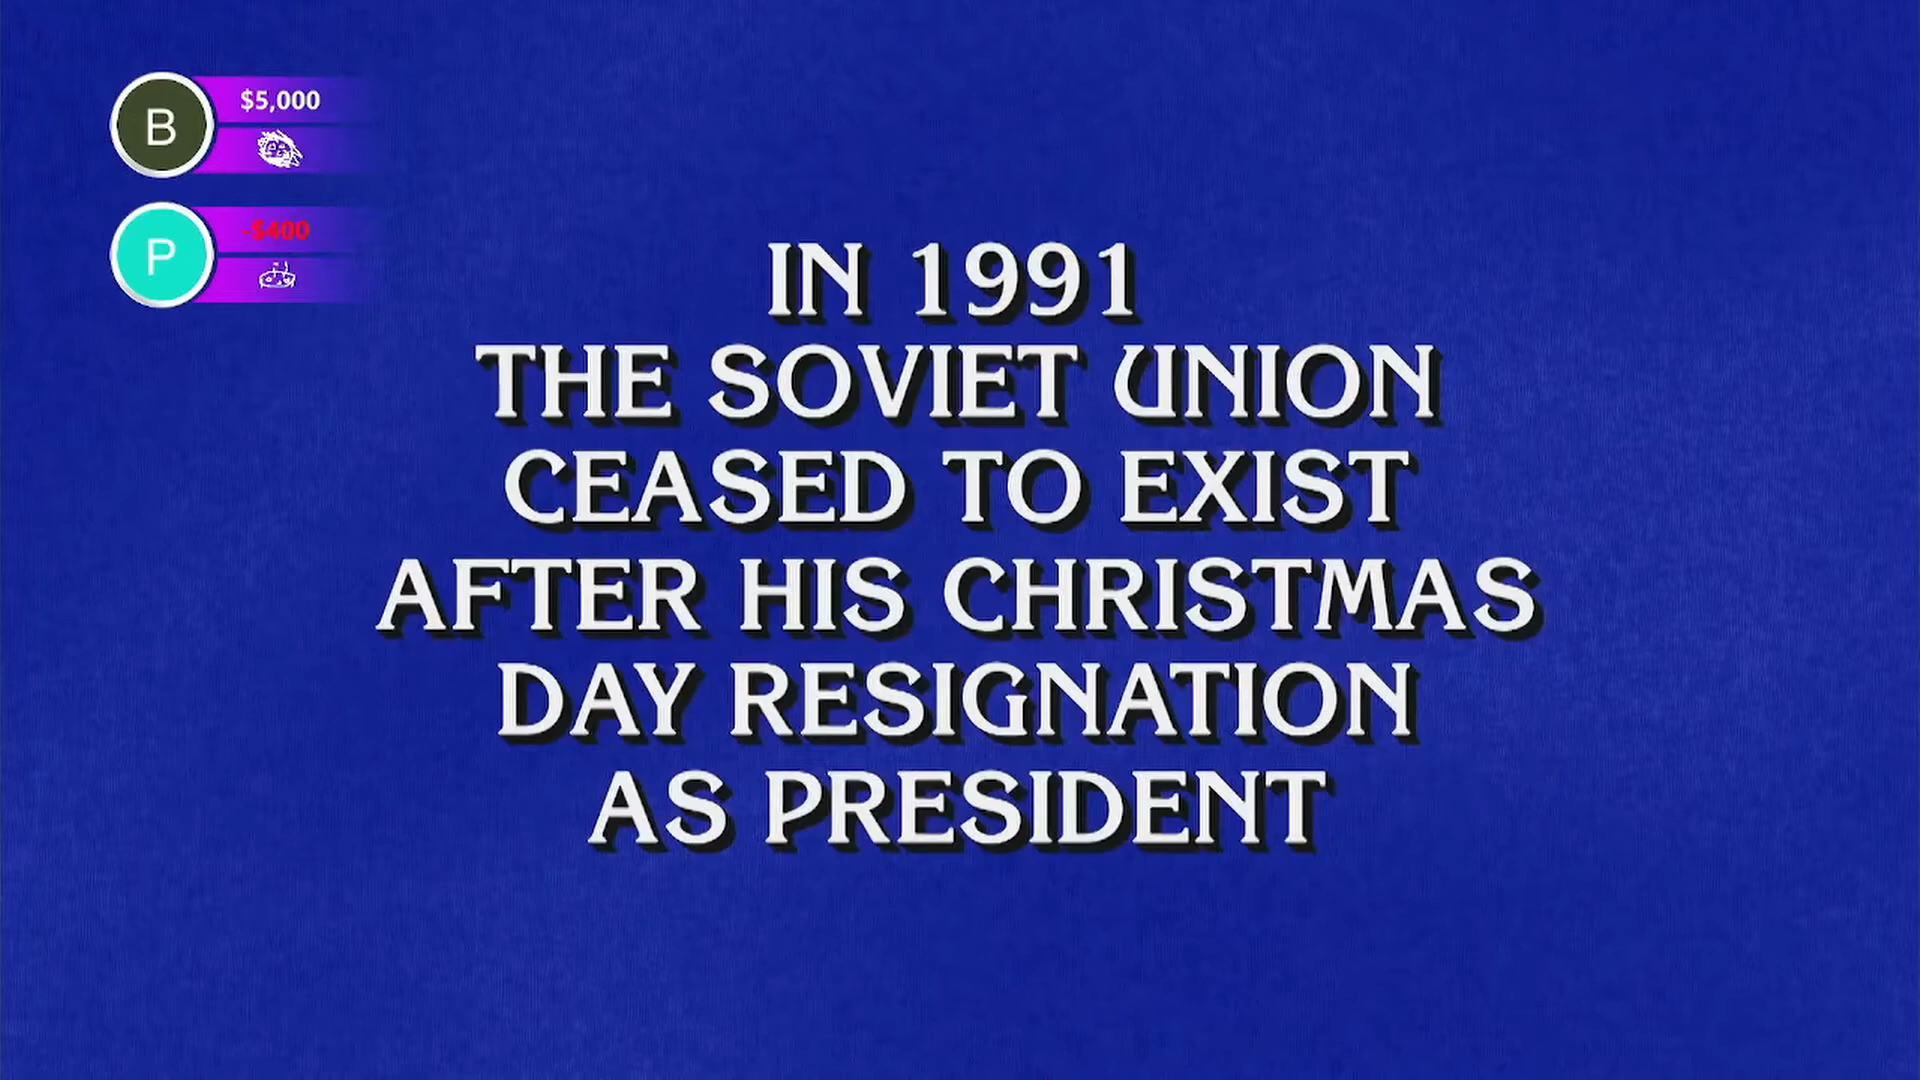 B
$5,000
P
-$400
IN 1991
THE SOVIET UNION
CEASED TO EXIST
AFTER HIS CHRISTMAS
DAY RESIGNATION
AS PRESIDENT